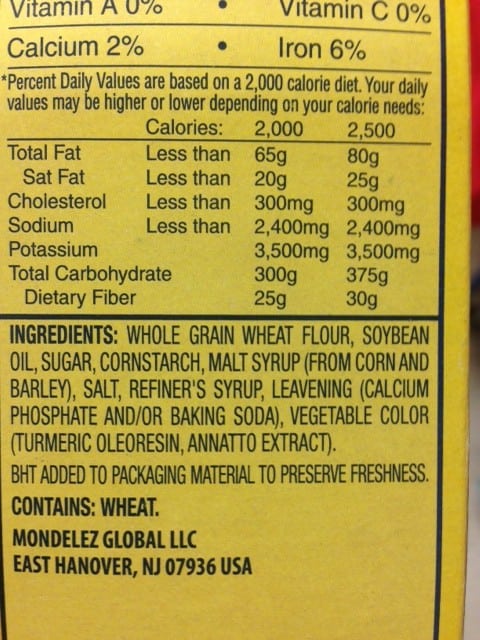 Vitamin A 0% • Vitamin C 0%
Calcium 2% • Iron 6%
*Percent Daily Values are based on a 2,000 calorie diet. Your daily
values may be higher or lower depending on your calorie needs:
Calories: 2,000 2,500
Total Fat Less than 65g 80g
Sat Fat Less than 20g 25g
Cholesterol Less than 300mg 300mg
Sodium Less than 2,400mg 2,400mg
Potassium 3,500mg 3,500mg
Total Carbohydrate 300g 375g
Dietary Fiber 25g 30g
INGREDIENTS: WHOLE GRAIN WHEAT FLOUR, SOYBEAN
OIL, SUGAR, CORNSTARCH, MALT SYRUP (FROM CORN AND
BARLEY), SALT, REFINER'S SYRUP, LEAVENING (CALCIUM
PHOSPHATE AND/OR BAKING SODA), VEGETABLE COLOR
(TURMERIC OLEORESIN, ANNATTO EXTRACT).
BHT ADDED TO PACKAGING MATERIAL TO PRESERVE FRESHNESS.
CONTAINS: WHEAT.
MONDELEZ GLOBAL LLC
EAST HANOVER, NJ 07936 USA